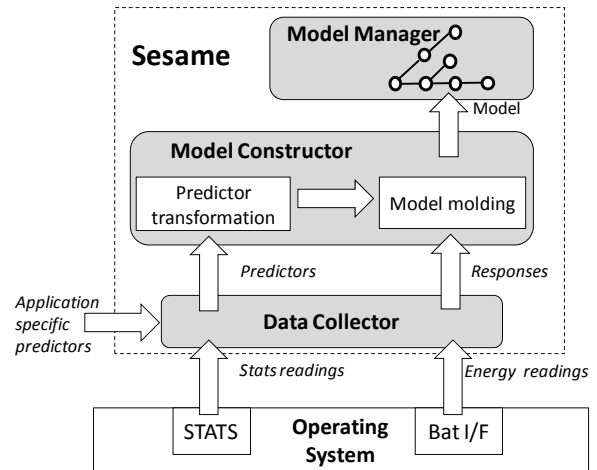 Model Manager
Sesame
Model
Model Constructor
Predictor
transformation
Model molding
Predictors
Responses
Application
specific
predictors
Data Collector
Stats readings
Energy readings
STATS
Operating
System
Bat I/F